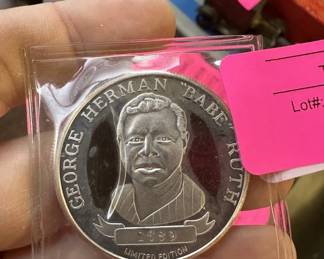 GEORGE HERMAN "BABE" RUTH
LIMITED EDITION
Lot#